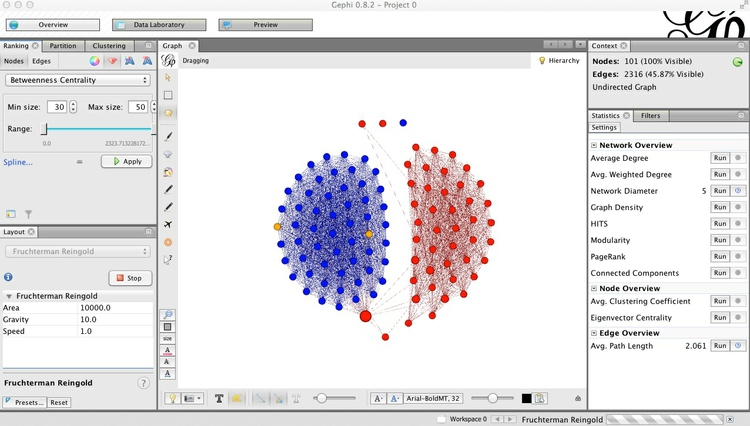 Gephi 0.8.2 - Project 0
Overview
Data Laboratory
Preview
Ranking
Partition
Clustering
Nodes
Edges
Betweenness Centrality
Min size: 30 Max size: 50
Range:
0.0 2323.713228172...
Spline...
Apply
Layout
Fruchterman Reingold
Stop
Fruchterman Reingold
Area 10000.0
Gravity 10.0
Speed 1.0
Fruchterman Reingold
Presets...
Reset
Graph
Dragging
Hierarchy
size
A
A
A
T
A
A
Arial-BoldMT, 32
Context
Nodes: 101 (100% Visible)
Edges: 2316 (45.87% Visible)
Undirected Graph
Statistics
Filters
Settings
Network Overview
Average Degree Run
Avg. Weighted Degree Run
Network Diameter 5 Run
Graph Density Run
HITS Run
Modularity Run
PageRank Run
Connected Components Run
Node Overview
Avg. Clustering Coefficient Run
Eigenvector Centrality Run
Edge Overview
Avg. Path Length 2.061 Run
Workspace 0
Fruchterman Reingold